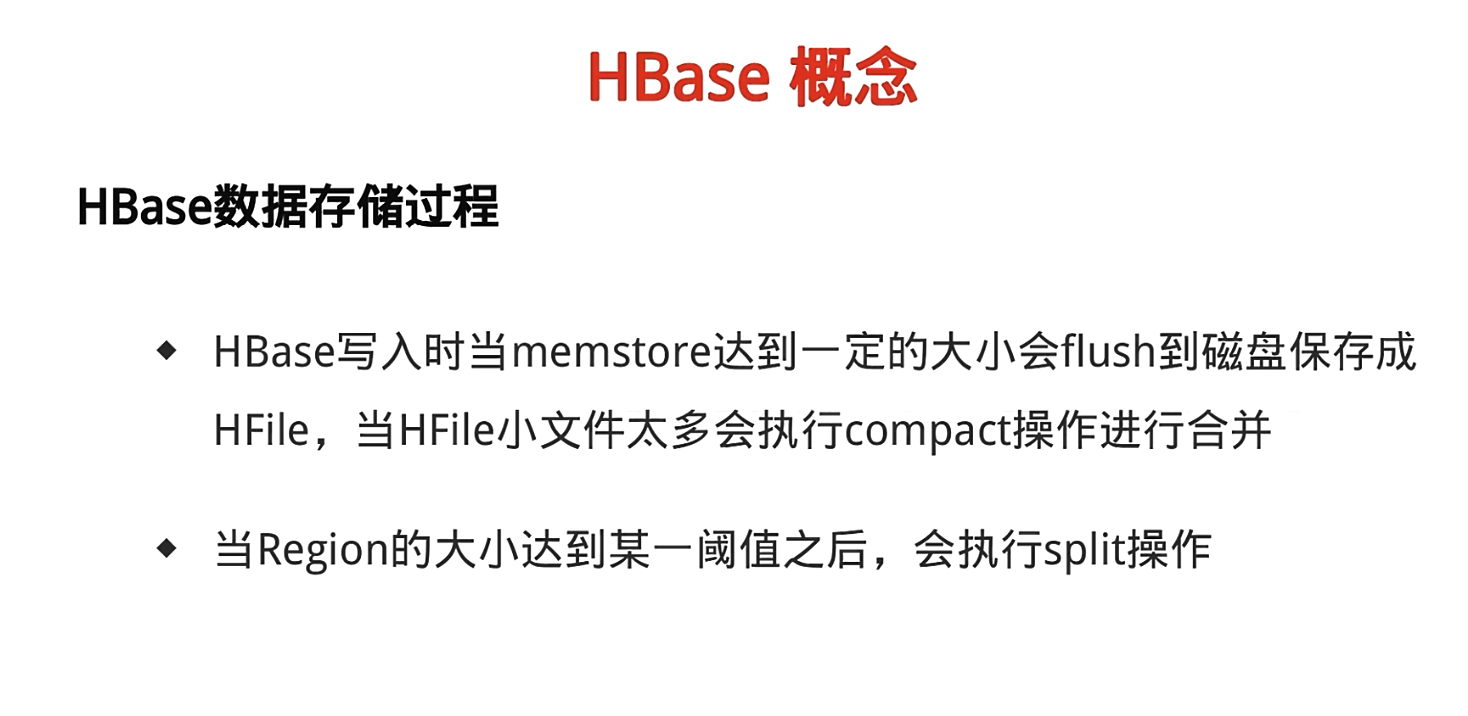 HBase 概念
HBase数据存储过程
◆ HBase写入时当memstore达到一定的大小会flush到磁盘保存成
HFile，当HFile小文件太多会执行compact操作进行合并
◆ 当Region的大小达到某一阈值之后，会执行split操作